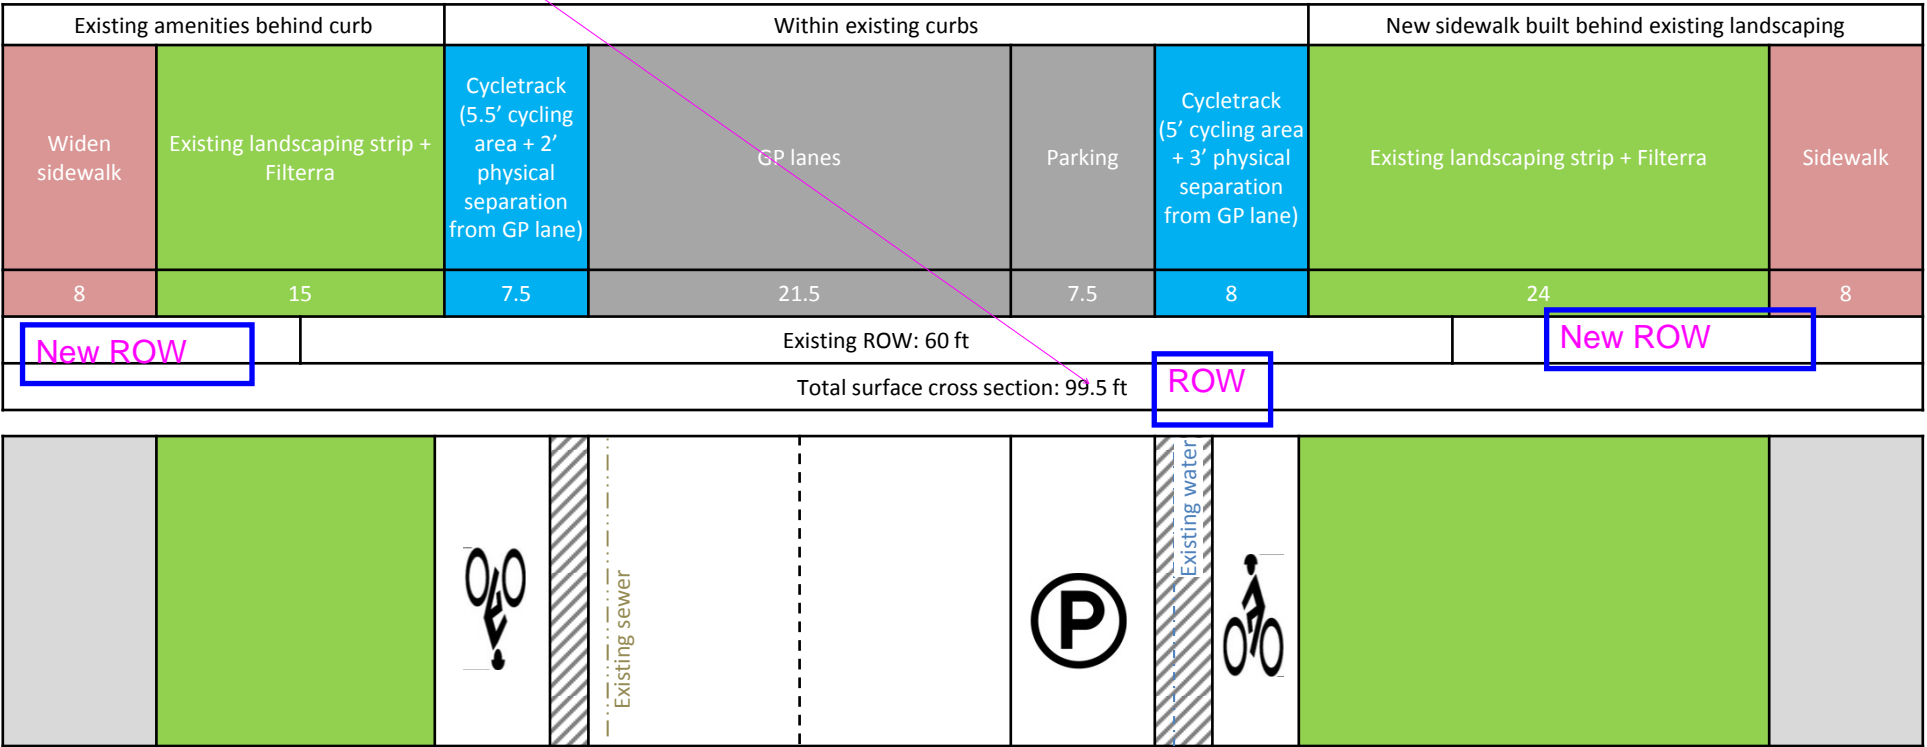 Existing amenities behind curb
Within existing curbs
New sidewalk built behind existing landscaping
Widen
sidewalk
Existing landscaping strip +
Filterra
Cycletrack
(5.5’ cycling
area + 2’
physical
separation
from GP lane)
GP lanes
Parking
Cycletrack
(5’ cycling area
+ 3’ physical
separation
from GP lane)
Existing landscaping strip + Filterra
Sidewalk
8
15
7.5
21.5
7.5
8
24
8
New ROW
Existing ROW: 60 ft
New ROW
Total surface cross section: 99.5 ft
ROW
Existing sewer
P
Existing water